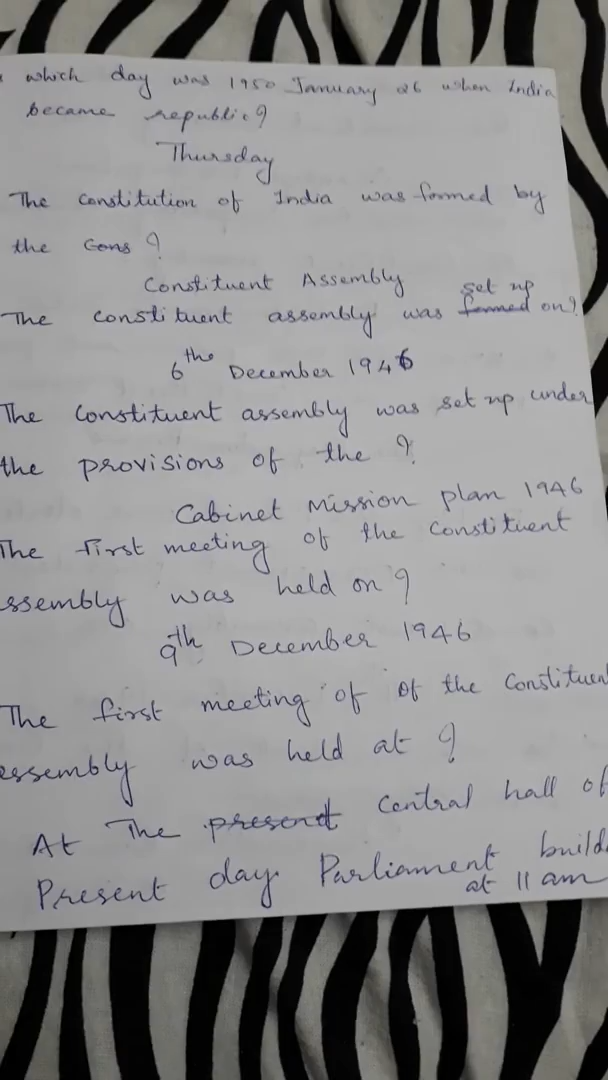 which day was 1950 January 26 when India
became republic?
Thursday
The constitution of India was formed by
the Cons ?
Constituent Assembly
The constituent assembly was formed set up on?
6the December 1946
The constituent assembly was set up under
the provisions of the ?
Cabinet Mission plan 1946
The first meeting of the Constituent
ssembly was held on ?
9th December 1946
The first meeting of of the Constituen
assembly was held at ?
At The present Central hall of
Present day Parliament build
at 11 am